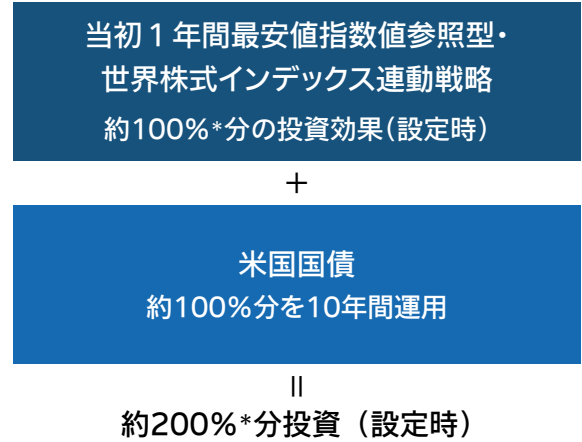 当初１年間最安値指数値参照型・
世界株式インデックス連動戦略
約100%*分の投資効果(設定時)
＋
米国国債
約100%分を10年間運用
＝
約200%*分投資（設定時）